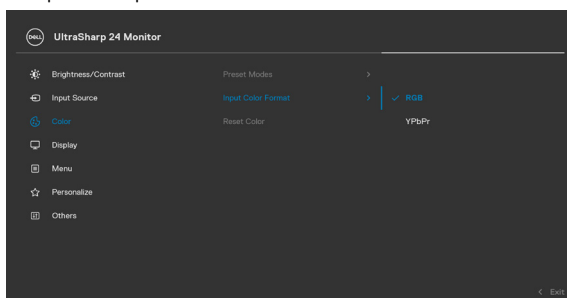 DELL UltraSharp 24 Monitor
Brightness/Contrast Preset Modes >
Input Source Input Color Format > ✓ RGB
Color Reset Color YPbPr
Display
Menu
Personalize
Others
< Exit